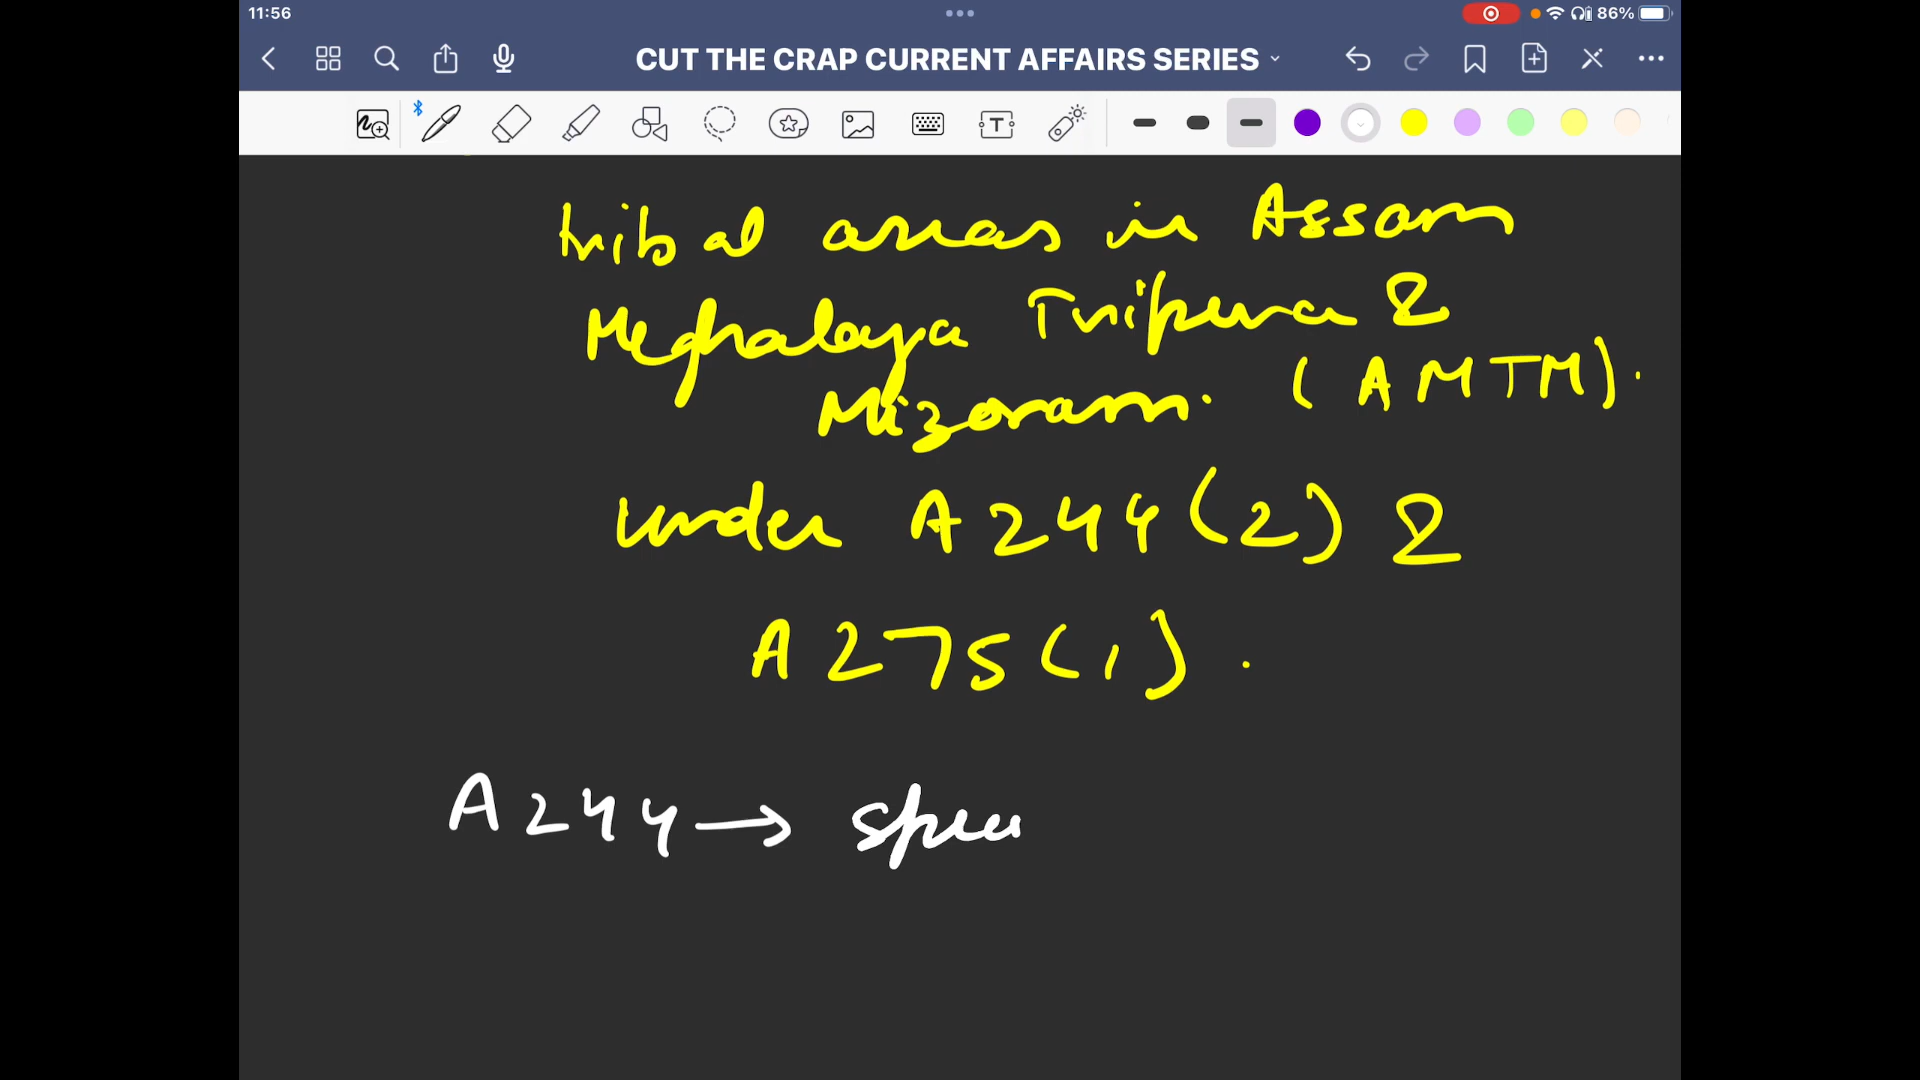 11:56
86%
CUT THE CRAP CURRENT AFFAIRS SERIES
tribal areas in Assam
Meghalaya Tripura &
Mizoram. (AMTM).
under A244(2) &
A275(1).
A244 → speci